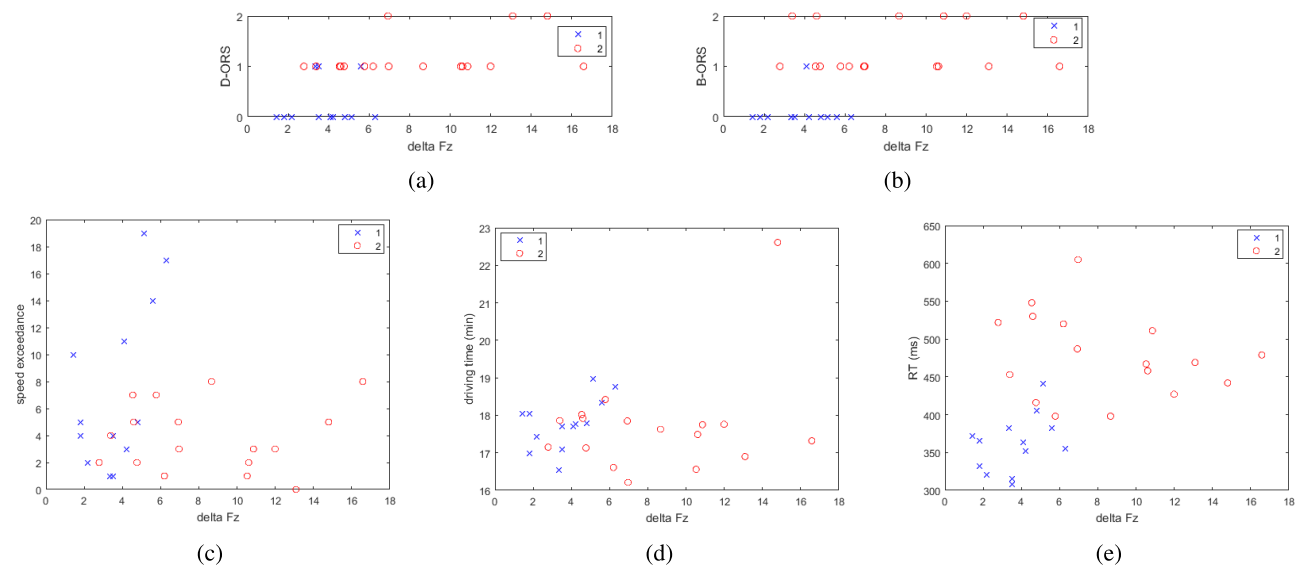 2
1
0
D-ORS
0 2 4 6 8 10 12 14 16 18
delta Fz
1
2
(a)
2
1
0
B-ORS
0 2 4 6 8 10 12 14 16 18
delta Fz
1
2
(b)
20
18
16
14
12
10
8
6
4
2
0
speed exceedance
2 4 6 8 10 12 14 16 18
delta Fz
1
2
(c)
23
22
21
20
19
18
17
16
driving time (min)
0 2 4 6 8 10 12 14 16 18
delta Fz
1
2
(d)
650
600
550
500
450
400
350
300
RT (ms)
0 2 4 6 8 10 12 14 16 18
delta Fz
1
2
(e)